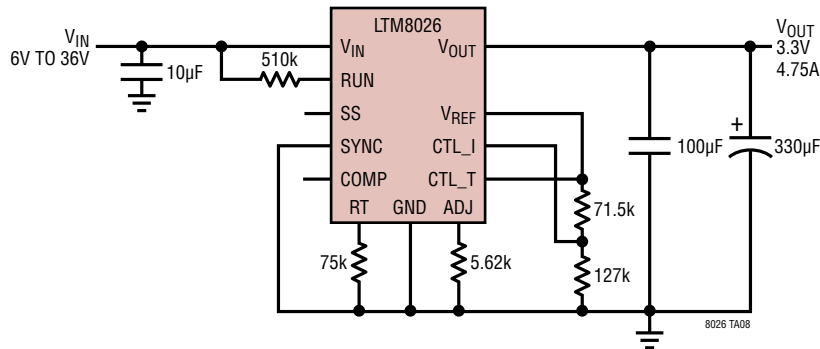 LTM8026
VIN
6V TO 36V
10µF
510k
VIN
RUN
SS
SYNC
COMP
RT
GND
ADJ
VOUT
VREF
CTL_I
CTL_T
75k
5.62k
71.5k
127k
100µF
+
330µF
VOUT
3.3V
4.75A
8026 TA08